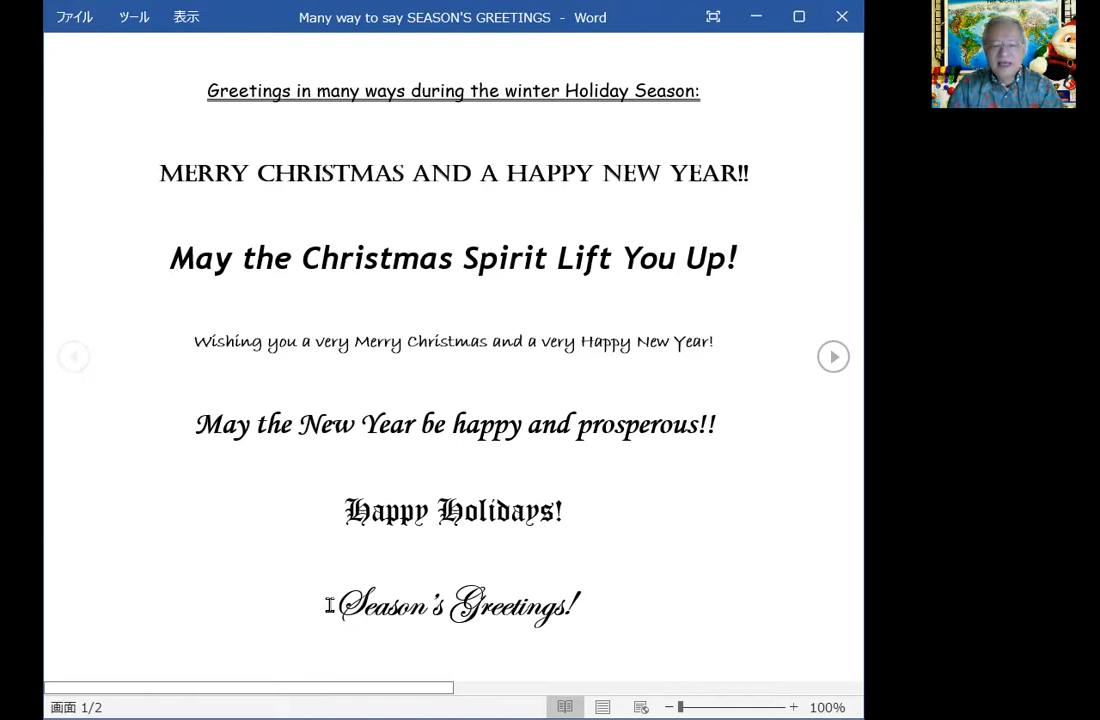 ファイル ツール 表示 Many way to say SEASON'S GREETINGS - Word
Greetings in many ways during the winter Holiday Season:
MERRY CHRISTMAS AND A HAPPY NEW YEAR!!
May the Christmas Spirit Lift You Up!
Wishing you a very Merry Christmas and a very Happy New Year!
May the New Year be happy and prosperous!!
Happy Holidays!
Season's Greetings!
画面 1/2 100%